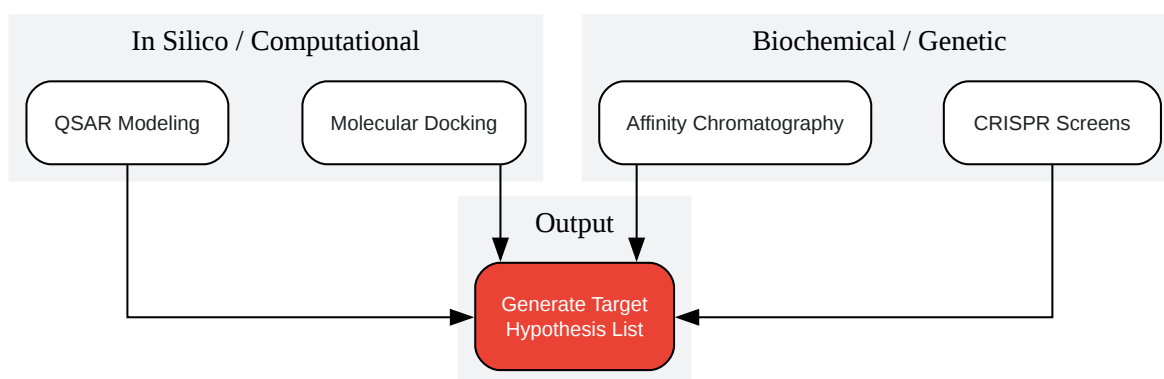 In Silico / Computational
Biochemical / Genetic
QSAR Modeling
Molecular Docking
Affinity Chromatography
CRISPR Screens
Output
Generate Target
Hypothesis List